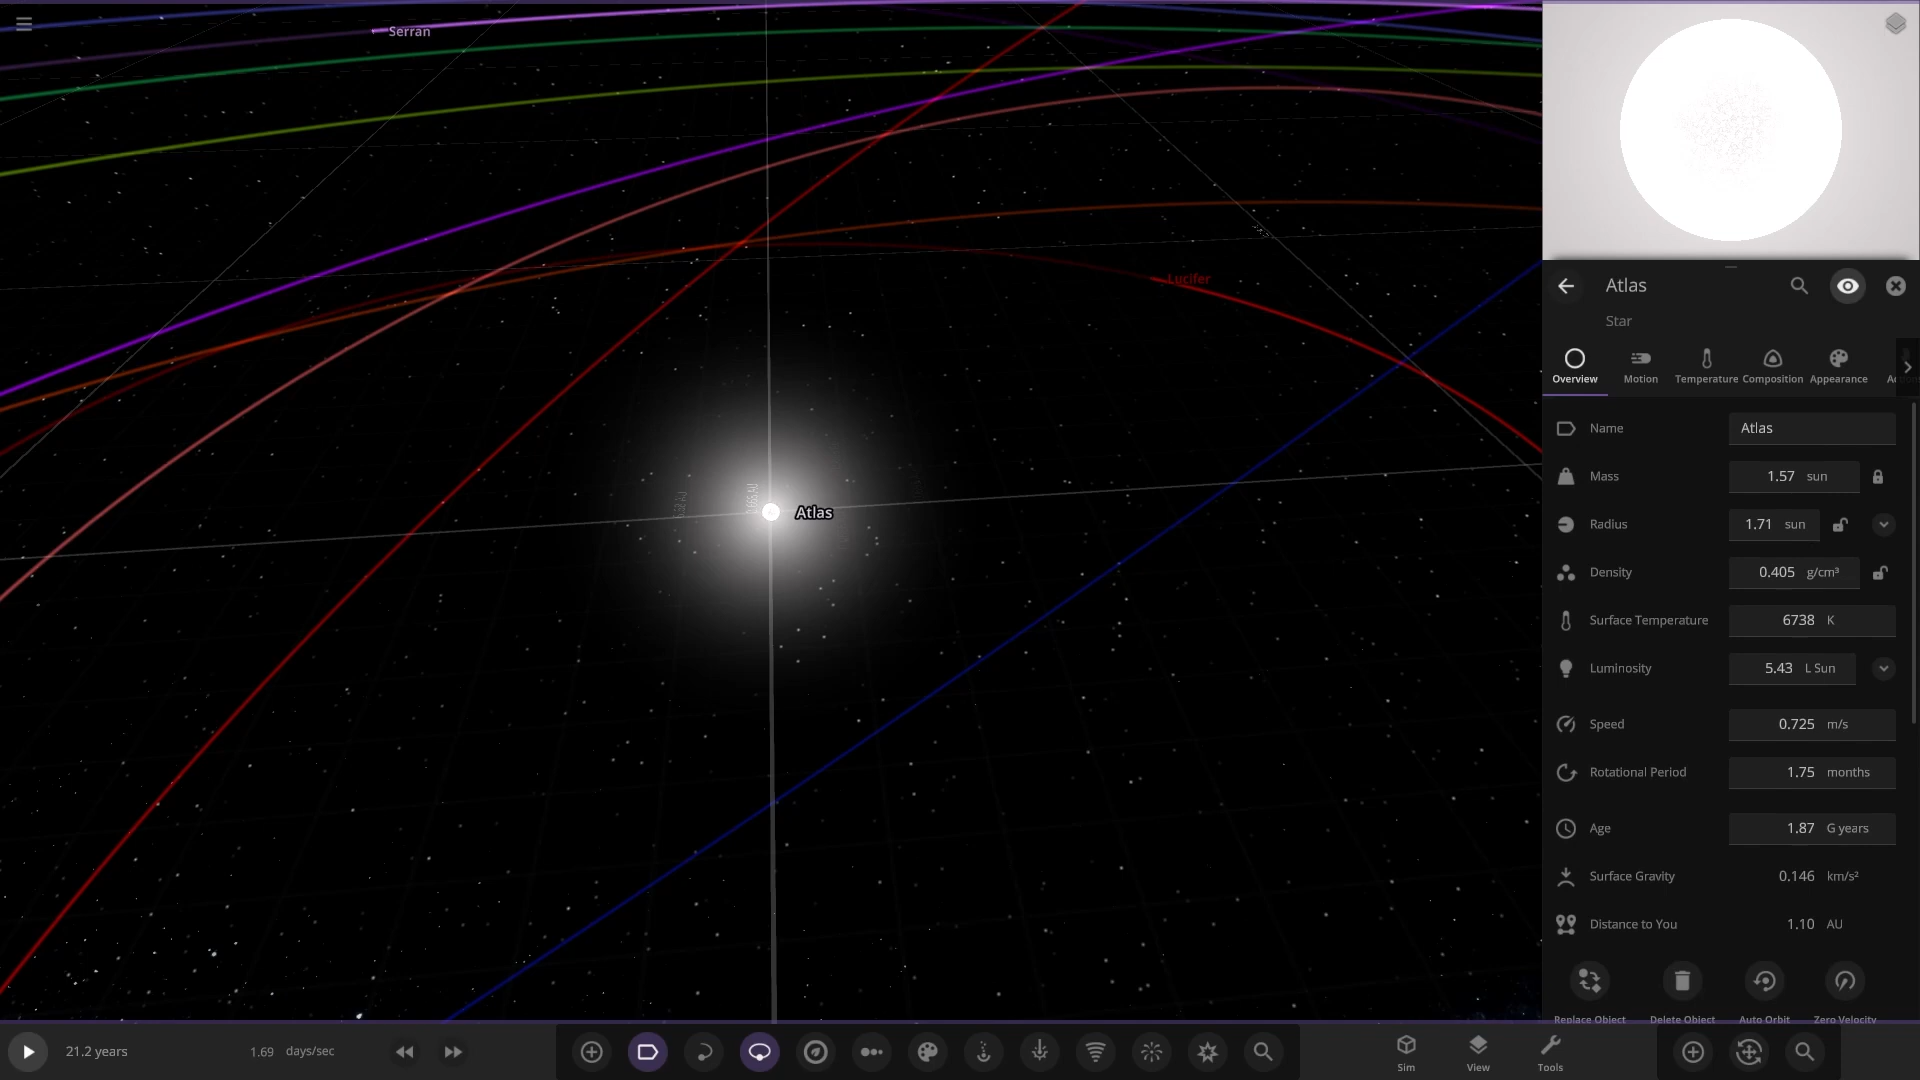 Serran
Lucifer
0.666 AU
Atlas
Atlas
Star
Overview
Motion
Temperature
Composition
Appearance
Name
Atlas
Mass
1.57 sun
Radius
1.71 sun
Density
0.405 g/cm³
Surface Temperature
6738 K
Luminosity
5.43 L Sun
Speed
0.725 m/s
Rotational Period
1.75 months
Age
1.87 G years
Surface Gravity
0.146 km/s²
Distance to You
1.10 AU
Replace Object
Delete Object
Auto Orbit
Zero Velocity
21.2 years
1.69 days/sec
Sim
View
Tools